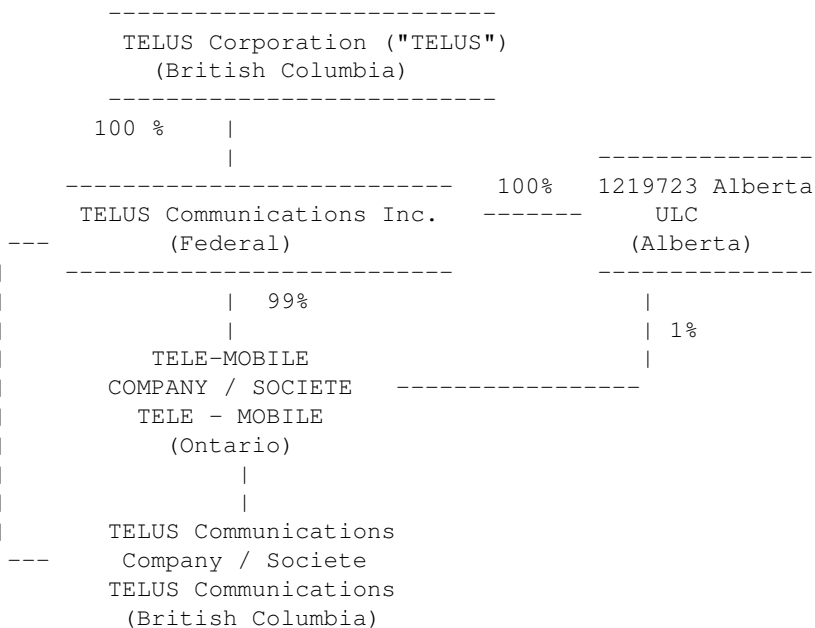 TELUS Corporation ("TELUS")
(British Columbia)
100 %
100% 1219723 Alberta
TELUS Communications Inc. ULC
(Federal) (Alberta)
99%
1%
TELE-MOBILE
COMPANY / SOCIETE
TELE - MOBILE
(Ontario)
TELUS Communications
Company / Societe
TELUS Communications
(British Columbia)